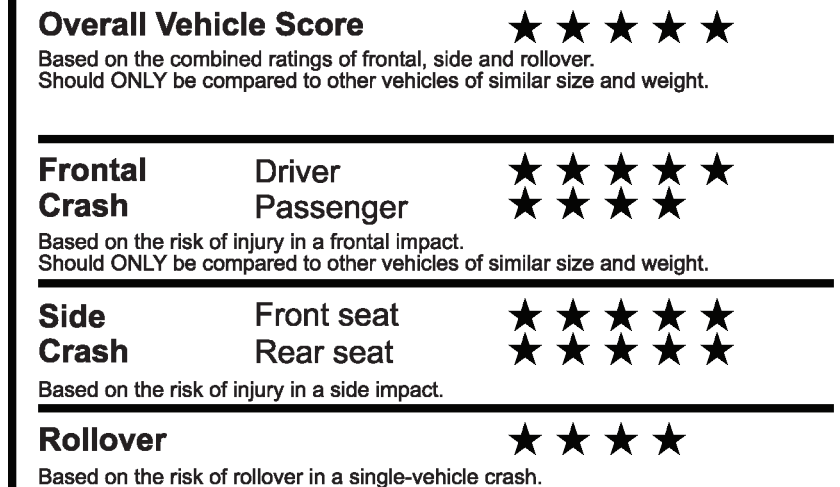 Overall Vehicle Score ★ ★ ★ ★ ★
Based on the combined ratings of frontal, side and rollover.
Should ONLY be compared to other vehicles of similar size and weight.
Frontal Driver ★ ★ ★ ★ ★
Crash Passenger ★ ★ ★ ★
Based on the risk of injury in a frontal impact.
Should ONLY be compared to other vehicles of similar size and weight.
Side Front seat ★ ★ ★ ★ ★
Crash Rear seat ★ ★ ★ ★ ★
Based on the risk of injury in a side impact.
Rollover ★ ★ ★ ★
Based on the risk of rollover in a single-vehicle crash.